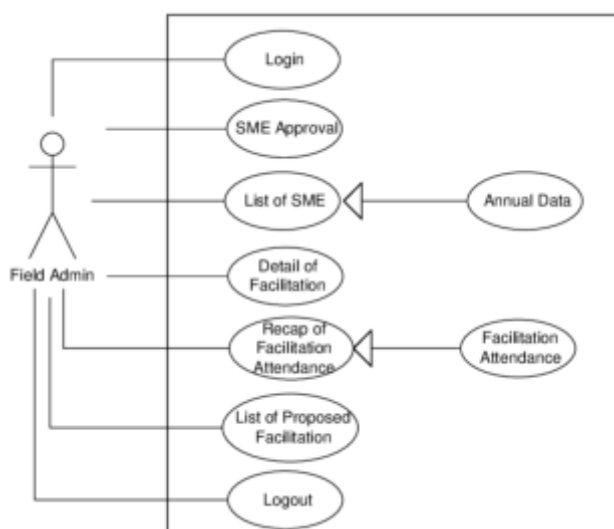 Login
SME Approval
List of SME
Annual Data
Field Admin
Detail of
Facilitation
Recap of
Facilitation
Attendance
Facilitation
Attendance
List of Proposed
Facilitation
Logout